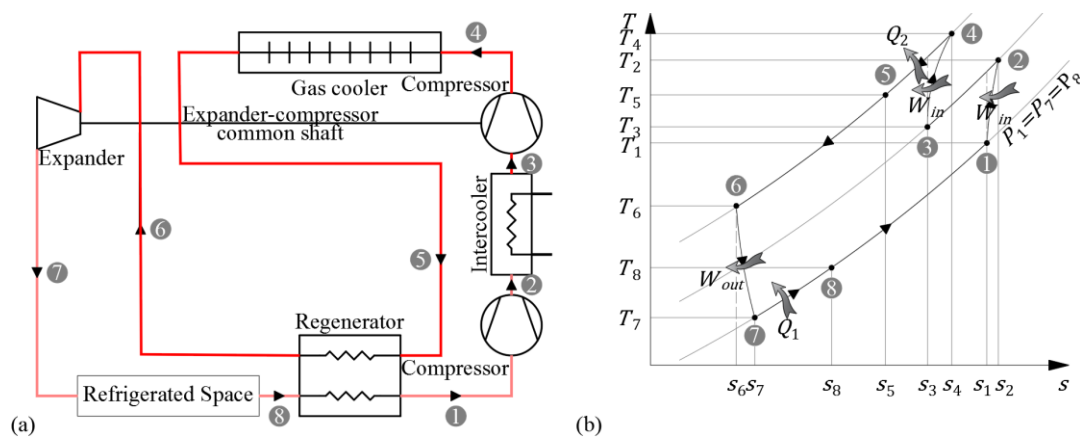 (a)
4
Compressor
Gas cooler
Expander-compressor
common shaft
Expander
3
Intercooler
6
5
7
2
Regenerator
Compressor
Refrigerated Space
8
1
(b)
T
T4
T2
T5
T3
T1
T6
T8
T7
Q2
4
2
5
Win
Win
P1=P7=P8
3
1
6
Wout
8
7
Q1
s6 s7 s8 s5 s3 s4 s1 s2 s